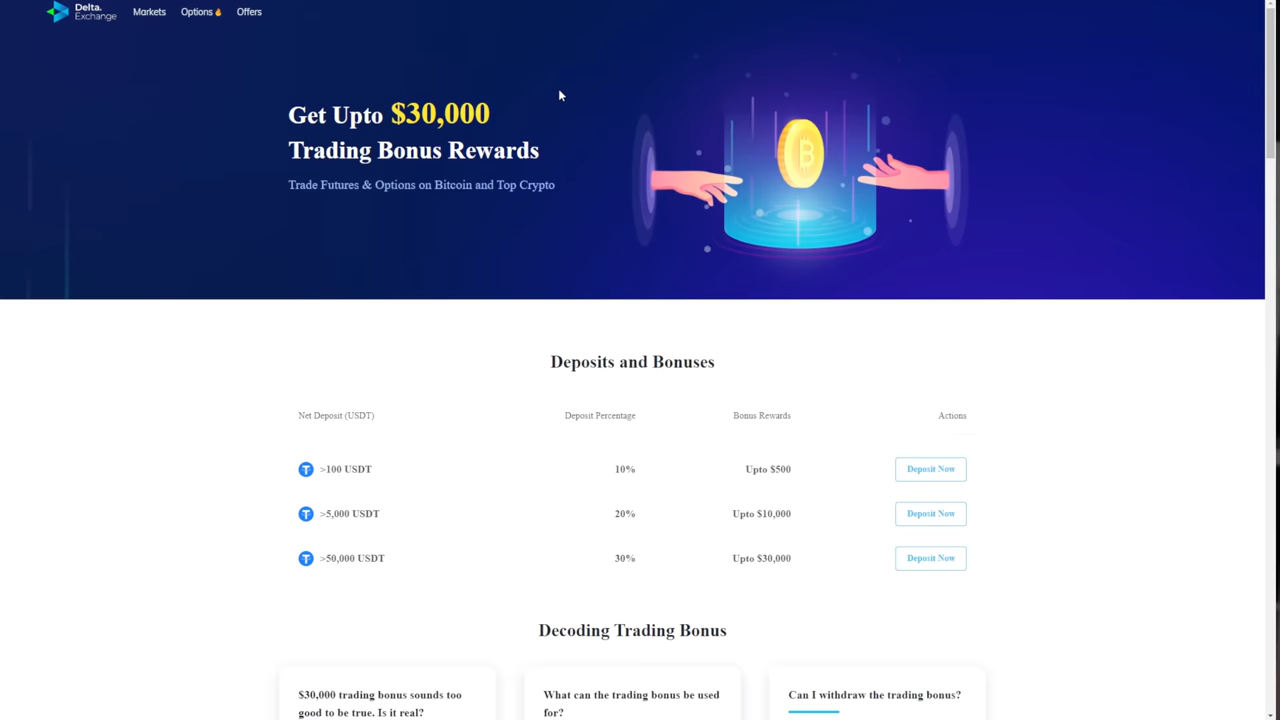 Delta.
Exchange
Markets
Options
Offers
Get Upto $30,000
Trading Bonus Rewards
Trade Futures & Options on Bitcoin and Top Crypto
Deposits and Bonuses
Net Deposit (USDT) Deposit Percentage Bonus Rewards Actions
>100 USDT 10% Upto $500 Deposit Now
>5,000 USDT 20% Upto $10,000 Deposit Now
>50,000 USDT 30% Upto $30,000 Deposit Now
Decoding Trading Bonus
$30,000 trading bonus sounds too
good to be true. Is it real?
What can the trading bonus be used
for?
Can I withdraw the trading bonus?